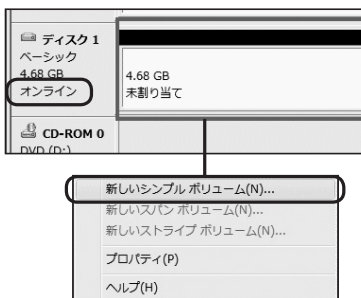 ディスク 1
ベーシック
4.68 GB
オンライン
4.68 GB
未割り当て
CD-ROM 0
DVD (D:)
新しいシンプル ボリューム(N)...
新しいスパン ボリューム(N)...
新しいストライプ ボリューム(N)...
プロパティ(P)
ヘルプ(H)